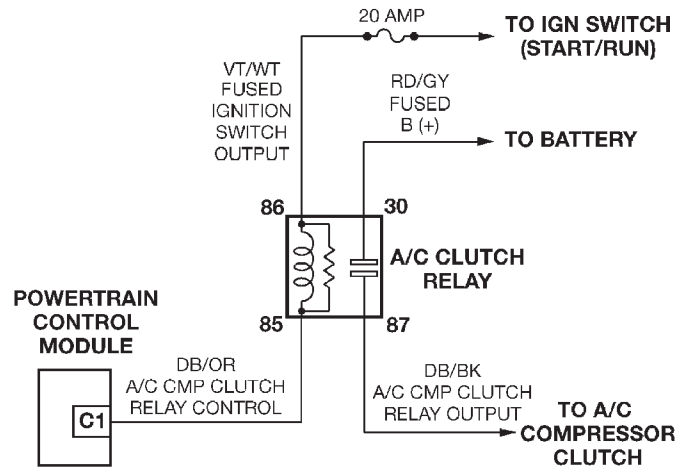 20 AMP
TO IGN SWITCH
(START/RUN)
VT/WT
FUSED
IGNITION
SWITCH
OUTPUT
RD/GY
FUSED
B (+)
TO BATTERY
86
30
A/C CLUTCH
RELAY
85
87
POWERTRAIN
CONTROL
MODULE
DB/OR
A/C CMP CLUTCH
RELAY CONTROL
C1
DB/BK
A/C CMP CLUTCH
RELAY OUTPUT
TO A/C
COMPRESSOR
CLUTCH